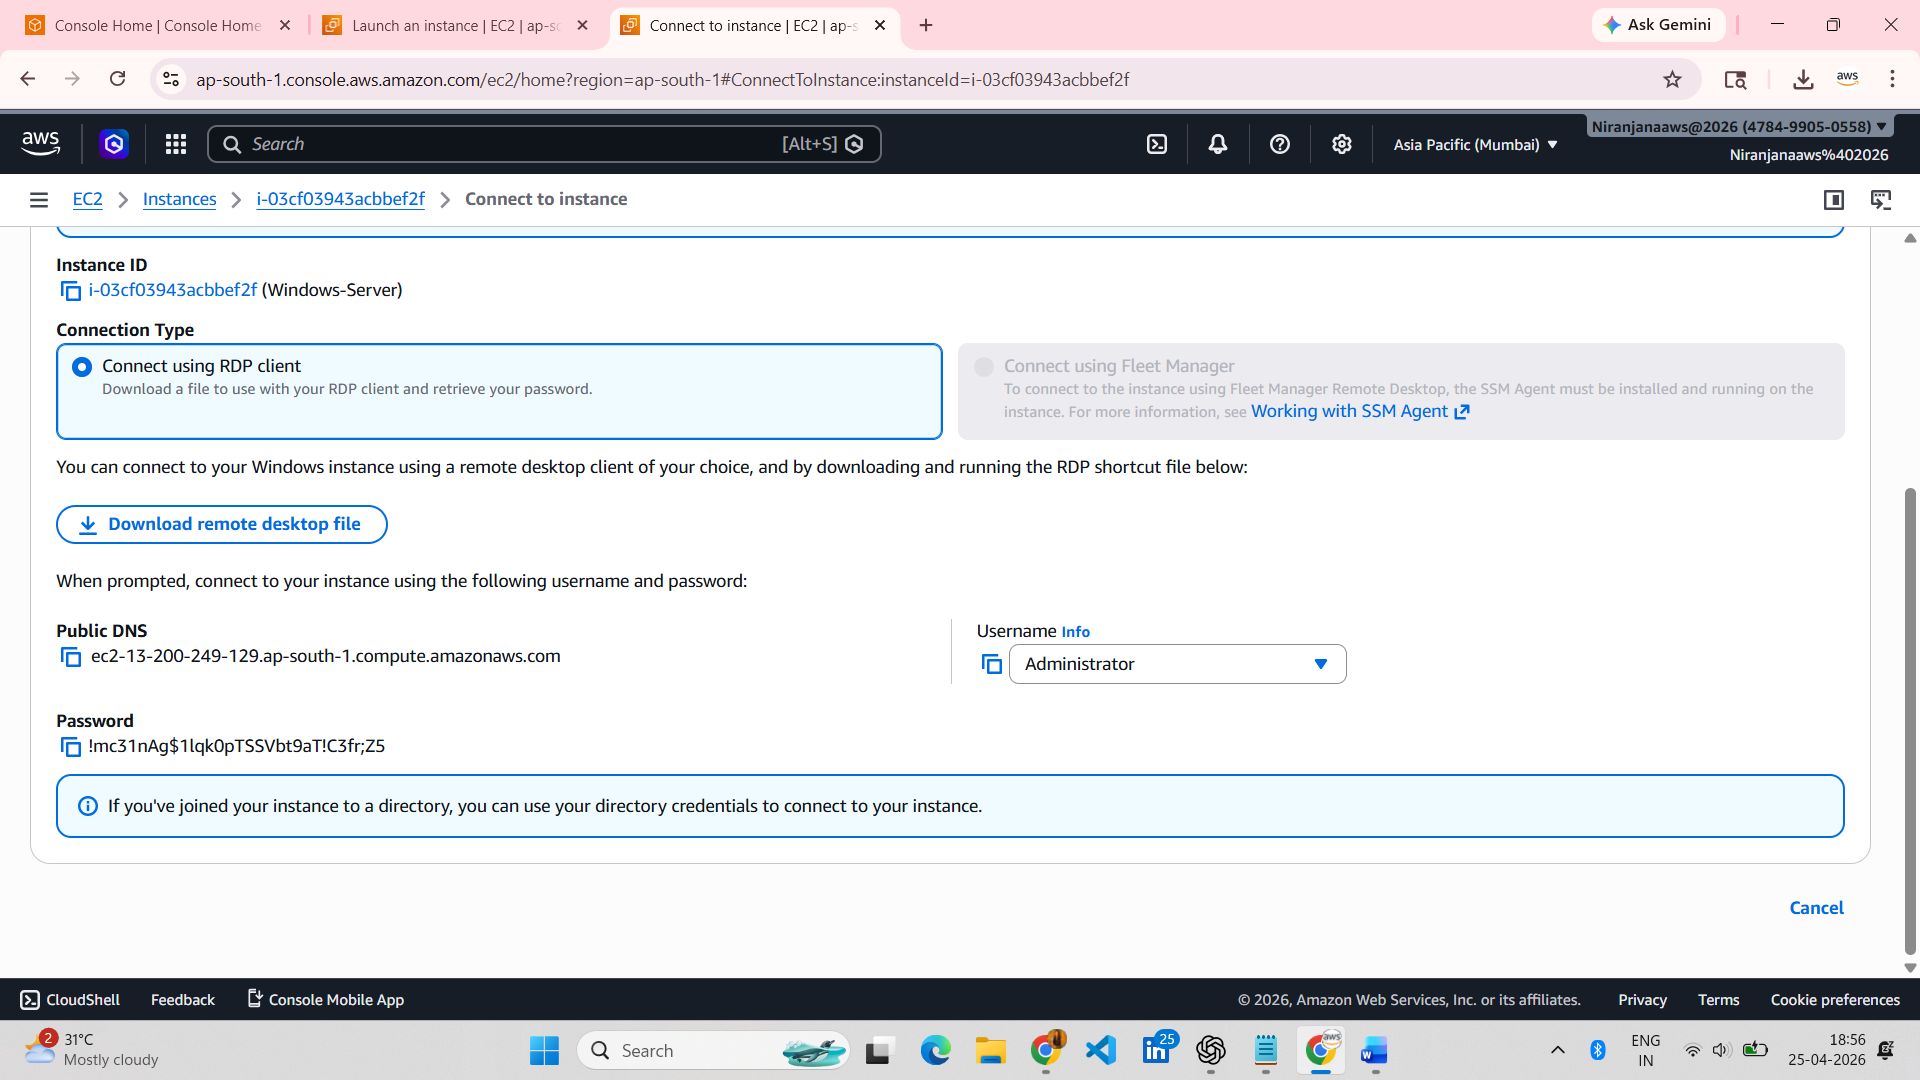 Console Home | Console Home
Launch an instance | EC2 | ap-so
Connect to instance | EC2 | ap-s
Ask Gemini
ap-south-1.console.aws.amazon.com/ec2/home?region=ap-south-1#ConnectToInstance:instanceId=i-03cf03943acbbef2f
aws
aws
Search
[Alt+S]
Asia Pacific (Mumbai)
Niranjanaaws@2026 (4784-9905-0558)
Niranjanaaws%402026
EC2
Instances
i-03cf03943acbbef2f
Connect to instance
Instance ID
i-03cf03943acbbef2f (Windows-Server)
Connection Type
Connect using RDP client
Download a file to use with your RDP client and retrieve your password.
Connect using Fleet Manager
To connect to the instance using Fleet Manager Remote Desktop, the SSM Agent must be installed and running on the
instance. For more information, see Working with SSM Agent
You can connect to your Windows instance using a remote desktop client of your choice, and by downloading and running the RDP shortcut file below:
Download remote desktop file
When prompted, connect to your instance using the following username and password:
Public DNS
ec2-13-200-249-129.ap-south-1.compute.amazonaws.com
Username Info
Administrator
Password
!mc31nAg$1lqk0pTSSVbt9aT!C3fr;Z5
If you've joined your instance to a directory, you can use your directory credentials to connect to your instance.
Cancel
CloudShell
Feedback
Console Mobile App
© 2026, Amazon Web Services, Inc. or its affiliates.
Privacy
Terms
Cookie preferences
2
31°C
Mostly cloudy
Search
25
aws
ENG
IN
18:56
25-04-2026